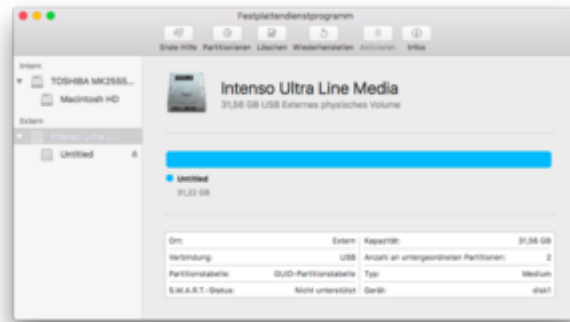 Festplattendienstprogramm
Erste Hilfe Partitionieren Löschen Wiederherstellen Aktivieren Infos
Intern
TOSHIBA MK2555...
Macintosh HD
Extern
Intenso Ultra Line Media
31,56 GB USB Externes physisches Volume
Untitled
Untitled
31,22 GB
Ort: Extern Kapazität: 31,56 GB
Verbindung: USB Anzahl an untergeordneten Partitionen: 2
Partitionstabelle: GUID-Partitionstabelle Typ: Medium
S.M.A.R.T.-Status: Nicht unterstützt Gerät: disk1